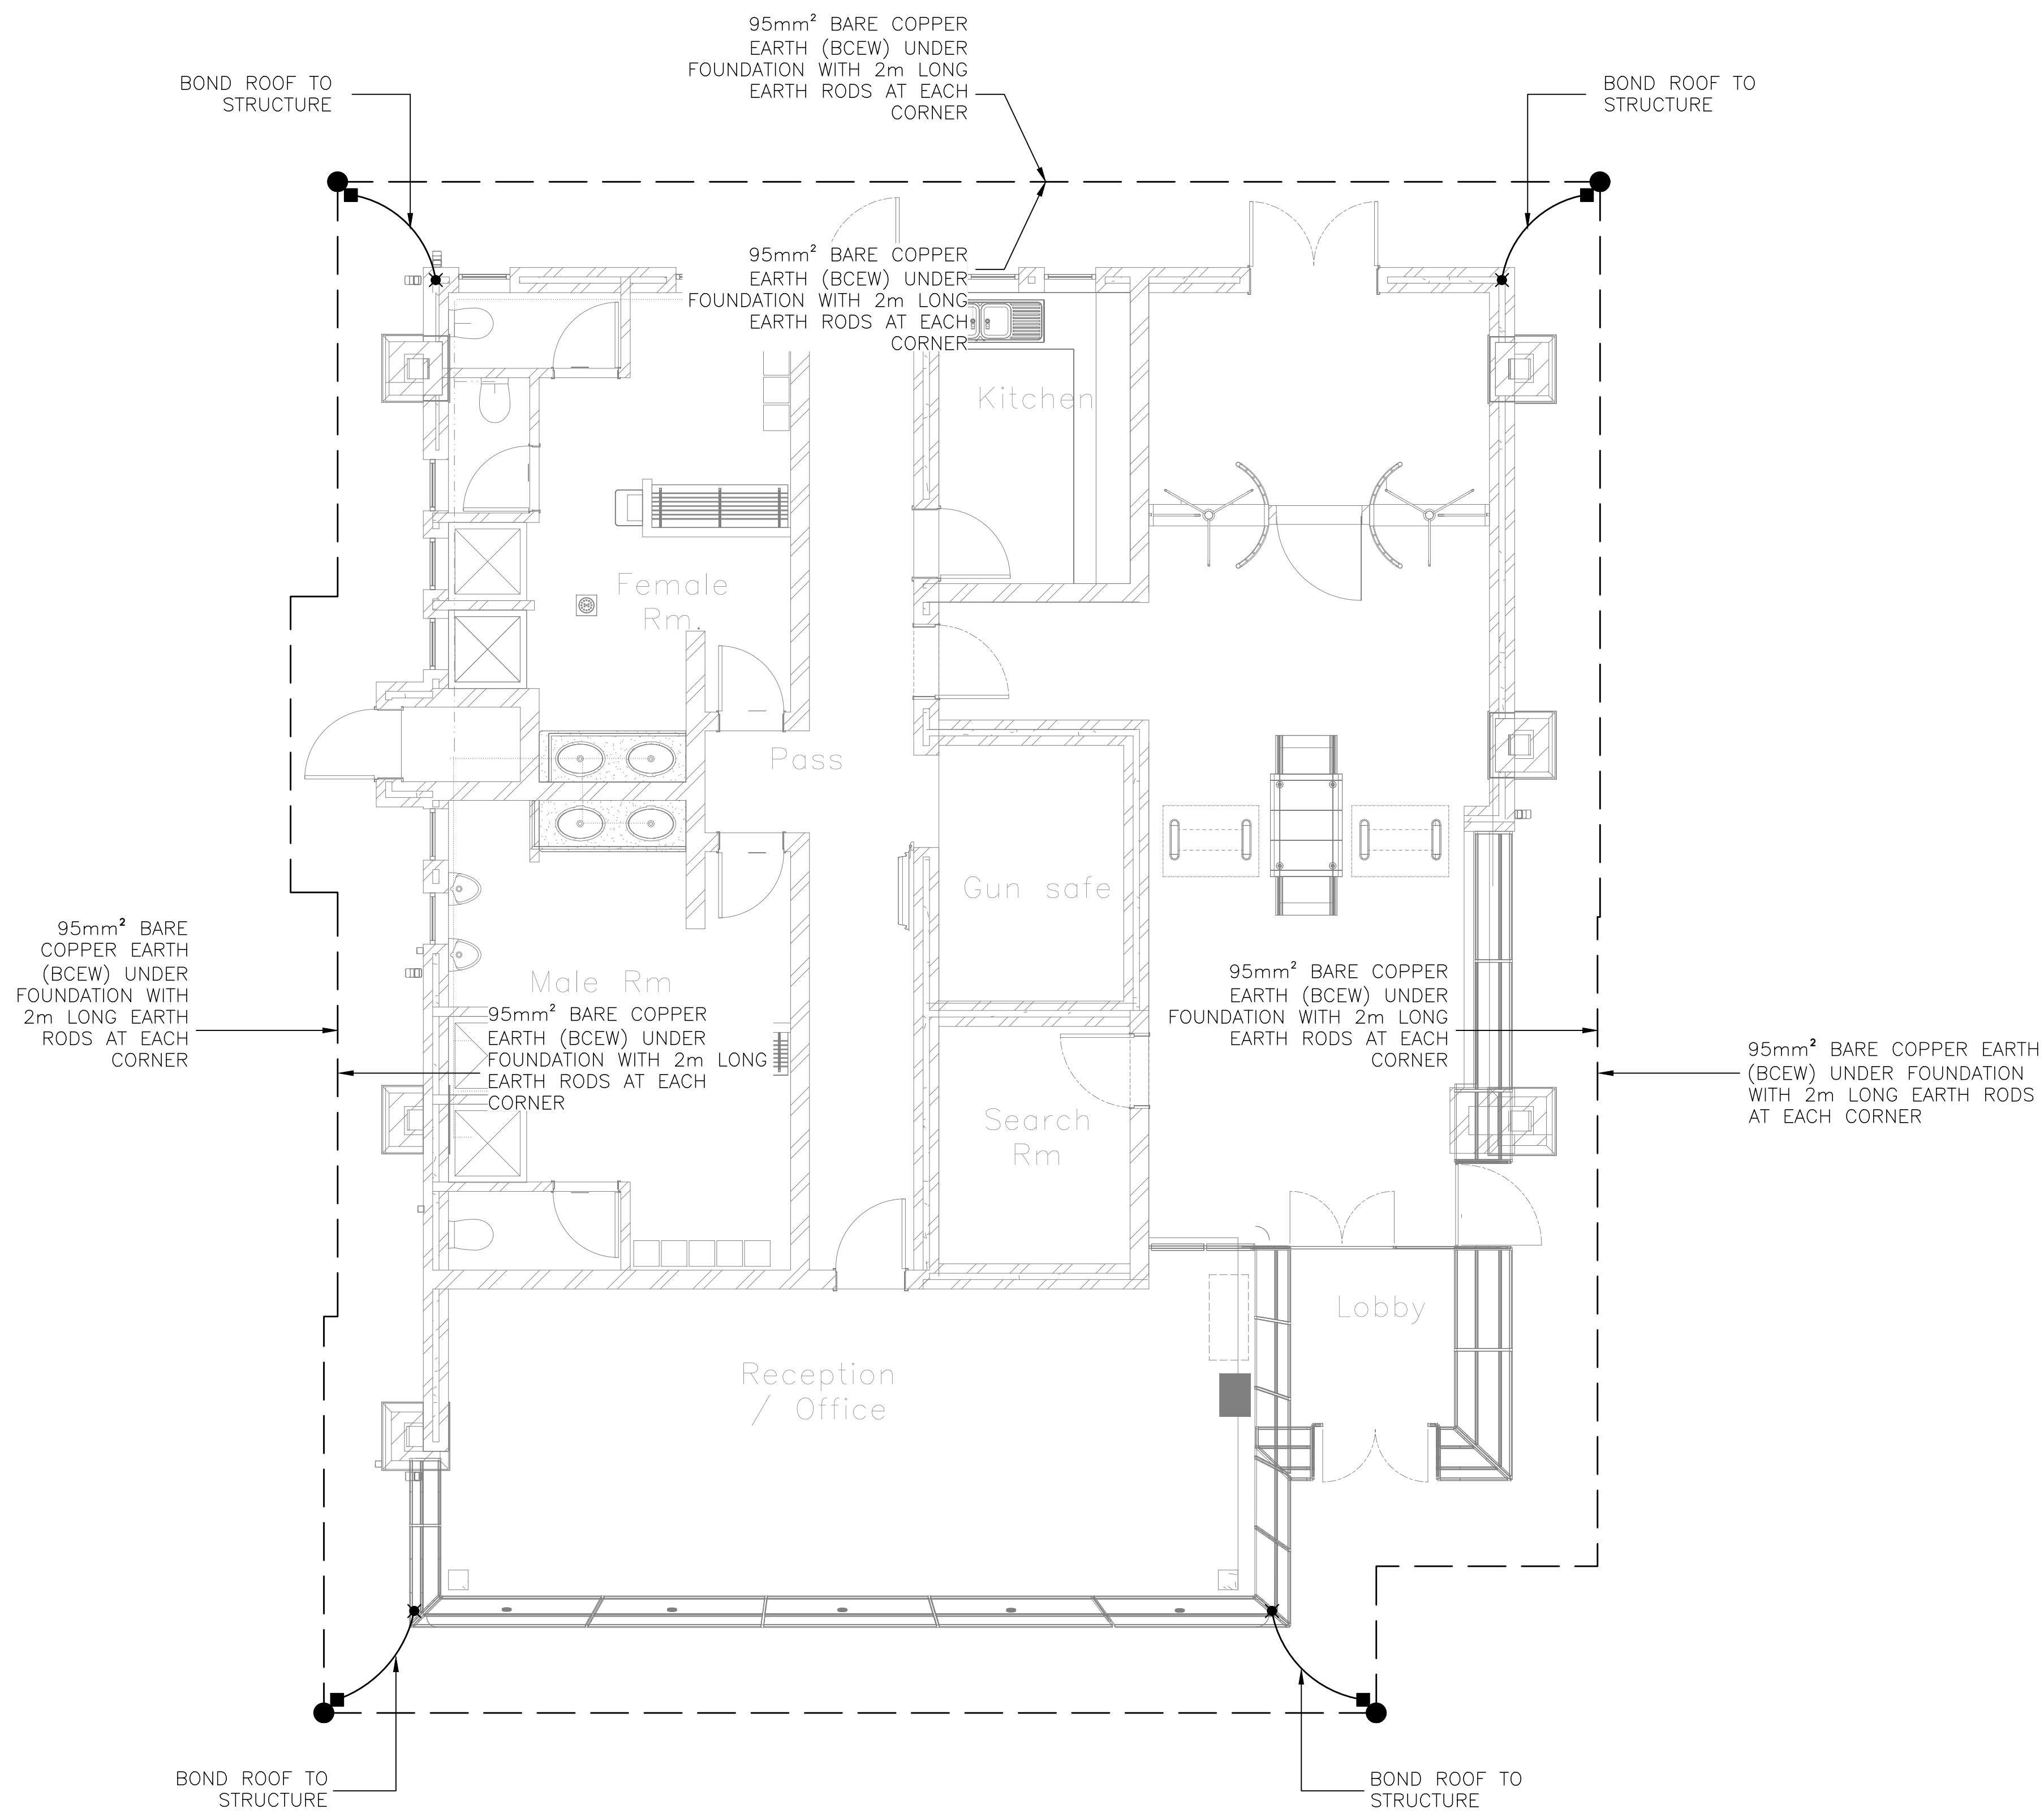 95mm² BARE COPPER
EARTH (BCEW) UNDER
FOUNDATION WITH 2m LONG
EARTH RODS AT EACH
CORNER
BOND ROOF TO
STRUCTURE
BOND ROOF TO
STRUCTURE
95mm² BARE COPPER
EARTH (BCEW) UNDER
FOUNDATION WITH 2m LONG
EARTH RODS AT EACH
CORNER
Kitchen
Female
Rm
Pass
Gun safe
95mm² BARE
COPPER EARTH
(BCEW) UNDER
FOUNDATION WITH
2m LONG EARTH
RODS AT EACH
CORNER
Male Rm
95mm² BARE COPPER
EARTH (BCEW) UNDER
FOUNDATION WITH 2m LONG
EARTH RODS AT EACH
CORNER
95mm² BARE COPPER
EARTH (BCEW) UNDER
FOUNDATION WITH 2m LONG
EARTH RODS AT EACH
CORNER
95mm² BARE COPPER EARTH
(BCEW) UNDER FOUNDATION
WITH 2m LONG EARTH RODS
AT EACH CORNER
Search
Rm
Lobby
Reception
/ Office
BOND ROOF TO
STRUCTURE
BOND ROOF TO
STRUCTURE